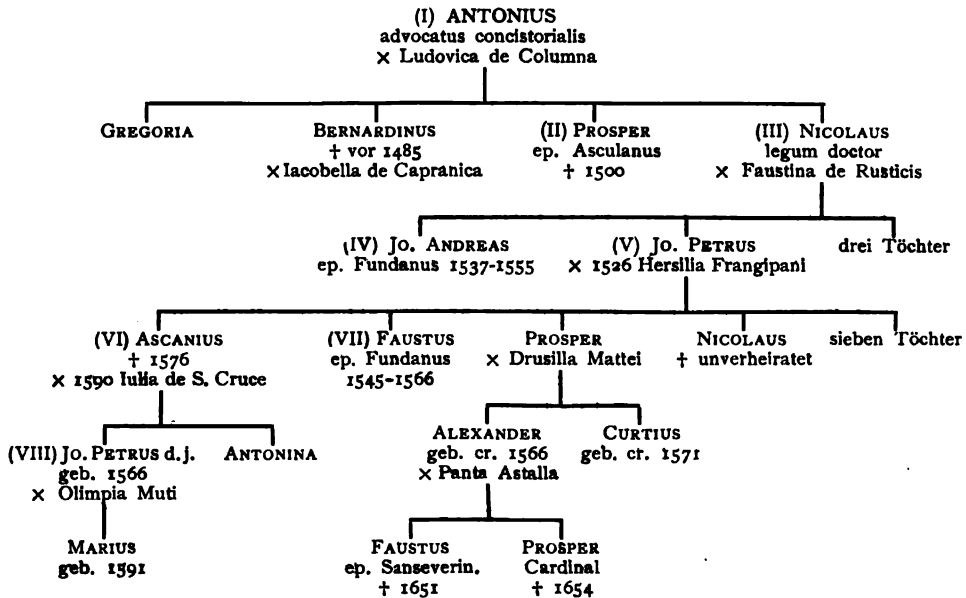 (I) ANTONIUS
advocatus concistorialis
× Ludovica de Columna
GREGORIA
BERNARDINUS
† vor 1485
× Iacobella de Capranica
(II) PROSPER
ep. Asculanus
† 1500
(III) NICOLAUS
legum doctor
× Faustina de Rusticis
(IV) JO. ANDREAS
ep. Fundanus 1537-1555
(V) JO. PETRUS
× 1526 Hersilia Frangipani
drei Töchter
(VI) ASCANIUS
† 1576
× 1590 Iulia de S. Cruce
(VII) FAUSTUS
ep. Fundanus
1545-1566
PROSPER
× Drusilla Mattei
NICOLAUS
† unverheiratet
sieben Töchter
(VIII) JO. PETRUS d. j.
geb. 1566
× Olimpia Muti
ANTONINA
ALEXANDER
geb. cr. 1566
× Panta Astalla
CURTIUS
geb. cr. 1571
MARIUS
geb. 1591
FAUSTUS
ep. Sanseverin.
† 1651
PROSPER
Cardinal
† 1654